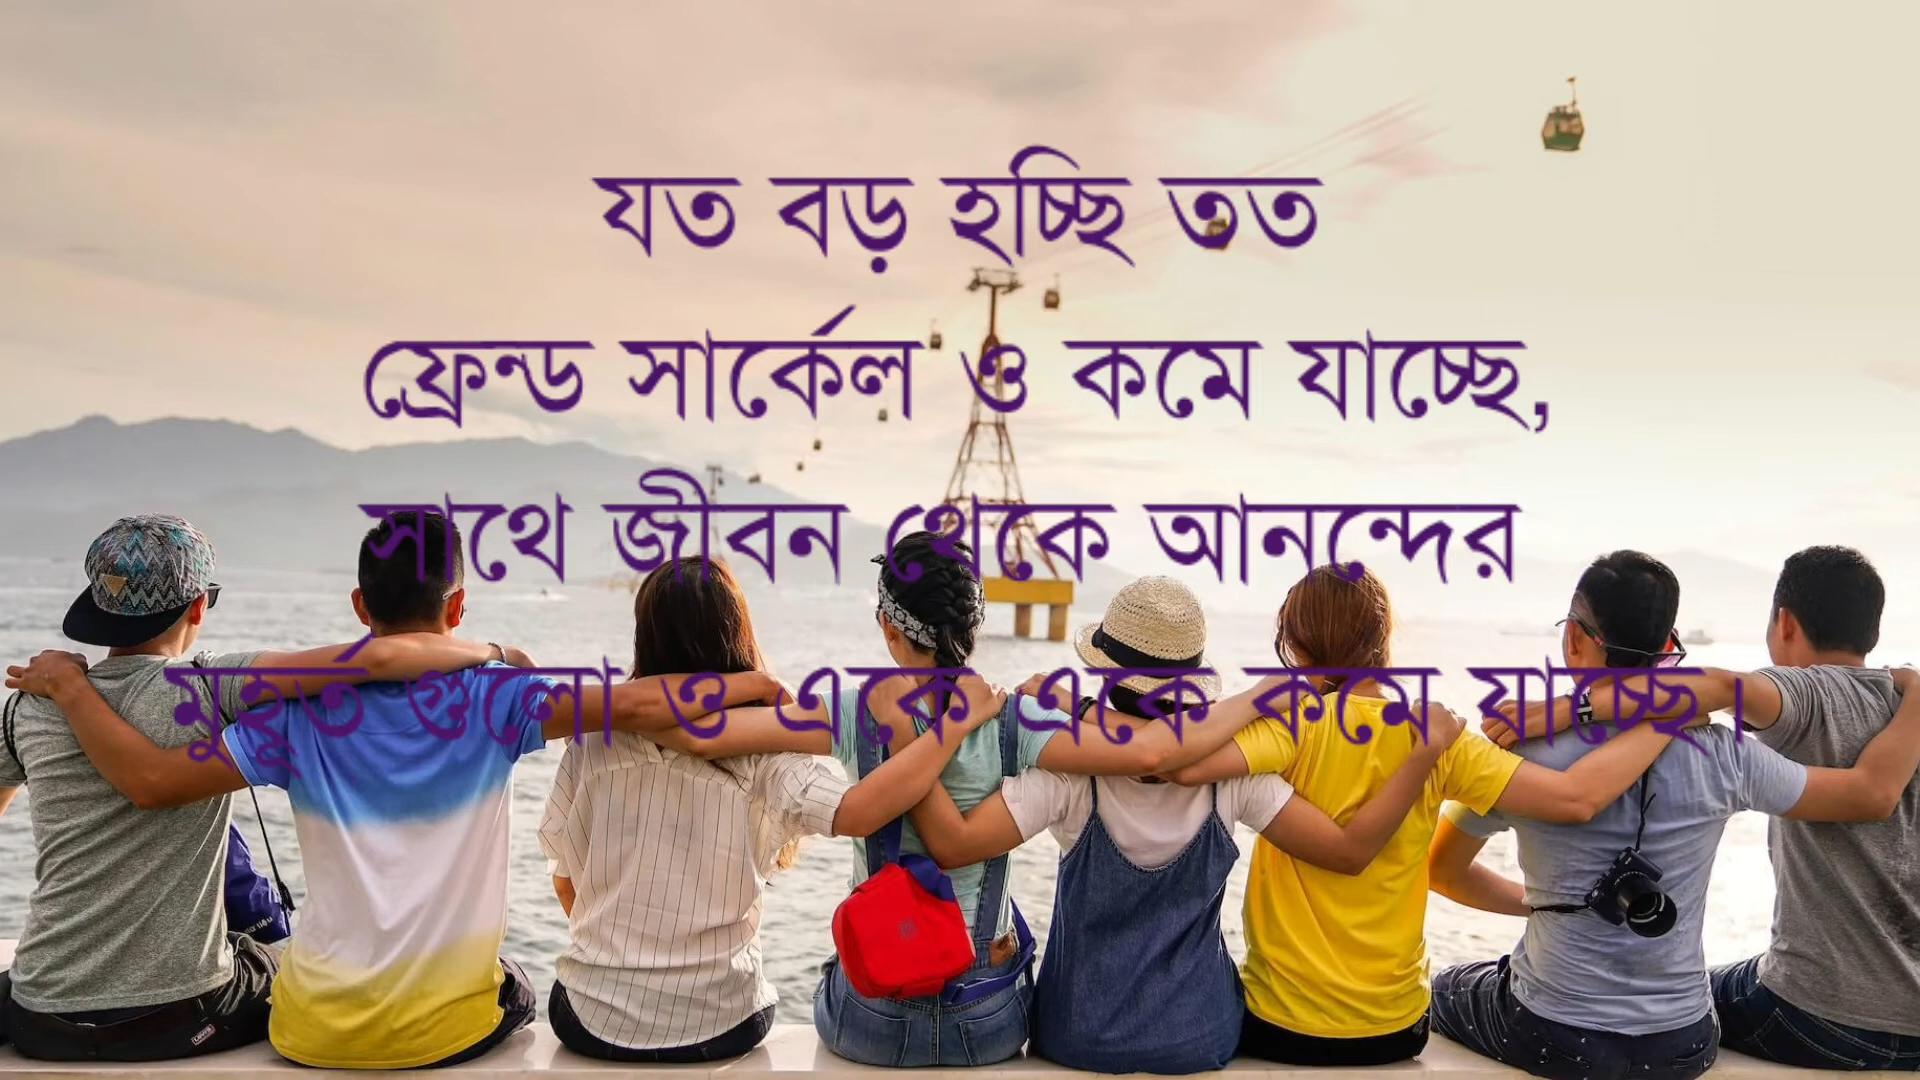 যত বড় হচ্ছি তত
ফ্রেন্ড সার্কেল ও কমে যাচ্ছে,
সাথে জীবন থেকে আনন্দের
মুহূর্ত গুলো ও একে একে কমে যাচ্ছে।